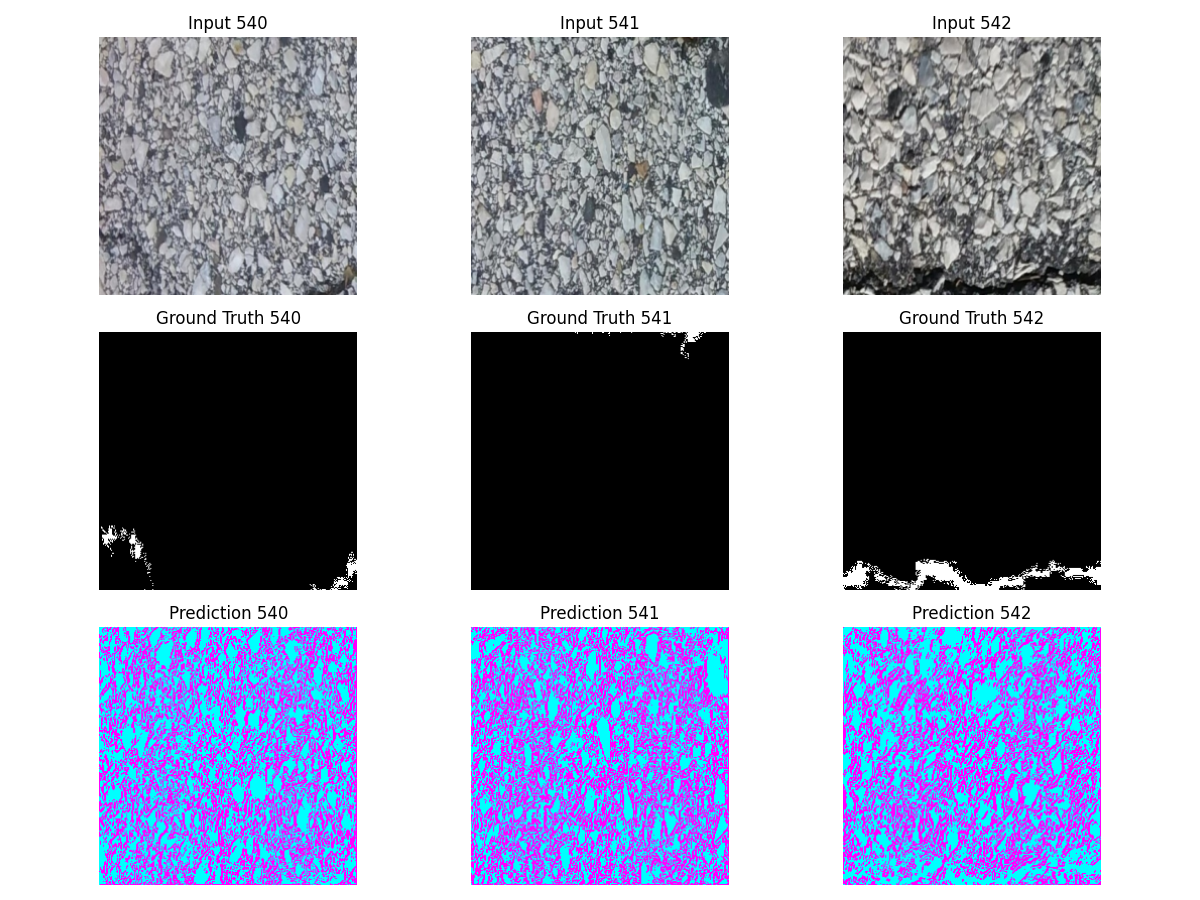 Input 540
Input 541
Input 542
Ground Truth 540
Ground Truth 541
Ground Truth 542
Prediction 540
Prediction 541
Prediction 542